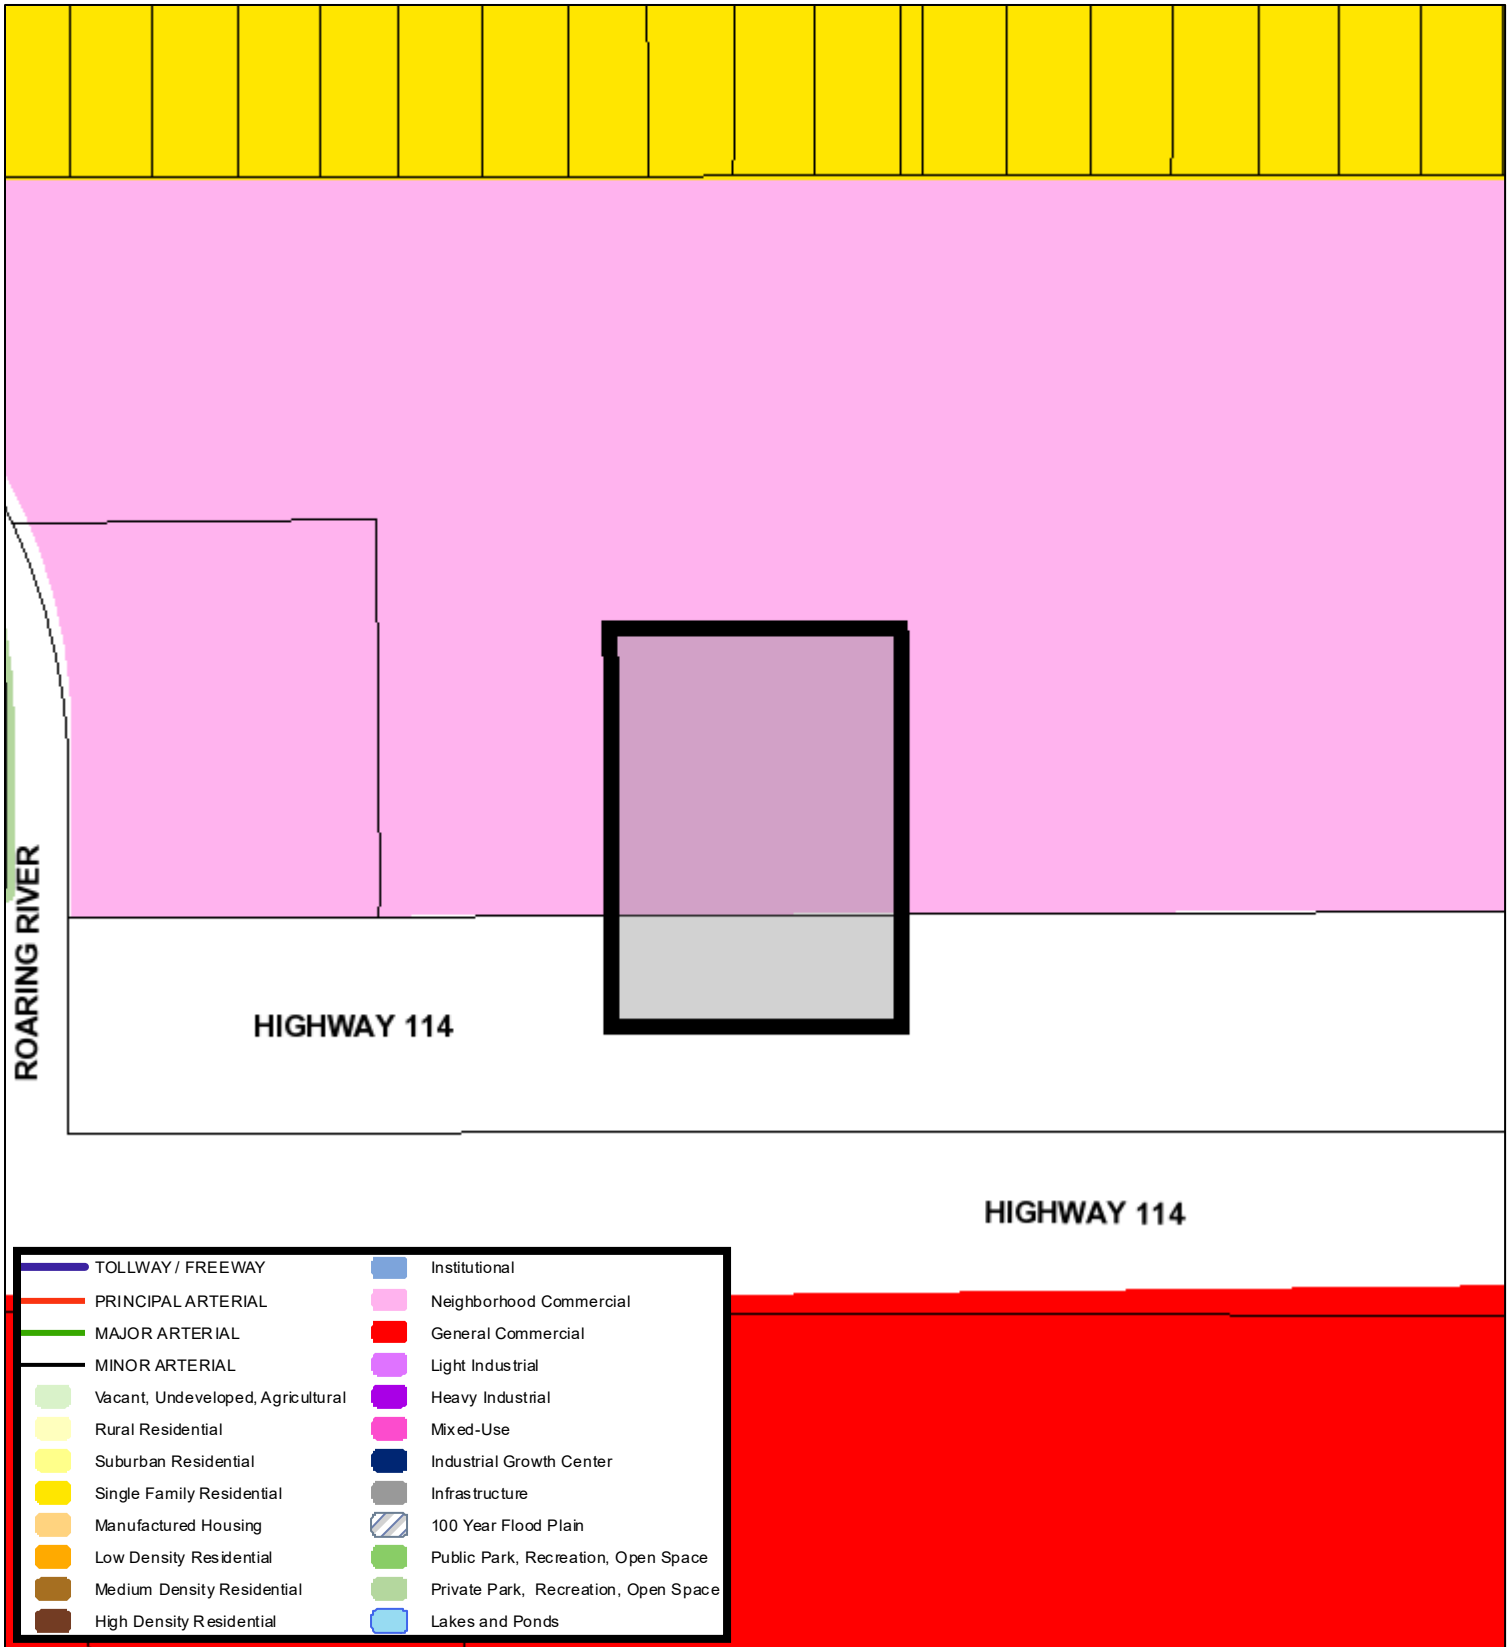 ROARING RIVER
HIGHWAY 114
HIGHWAY 114
TOLLWAY / FREEWAY
PRINCIPAL ARTERIAL
MAJOR ARTERIAL
MINOR ARTERIAL
Vacant, Undeveloped, Agricultural
Rural Residential
Suburban Residential
Single Family Residential
Manufactured Housing
Low Density Residential
Medium Density Residential
High Density Residential
Institutional
Neighborhood Commercial
General Commercial
Light Industrial
Heavy Industrial
Mixed-Use
Industrial Growth Center
Infrastructure
100 Year Flood Plain
Public Park, Recreation, Open Space
Private Park, Recreation, Open Space
Lakes and Ponds